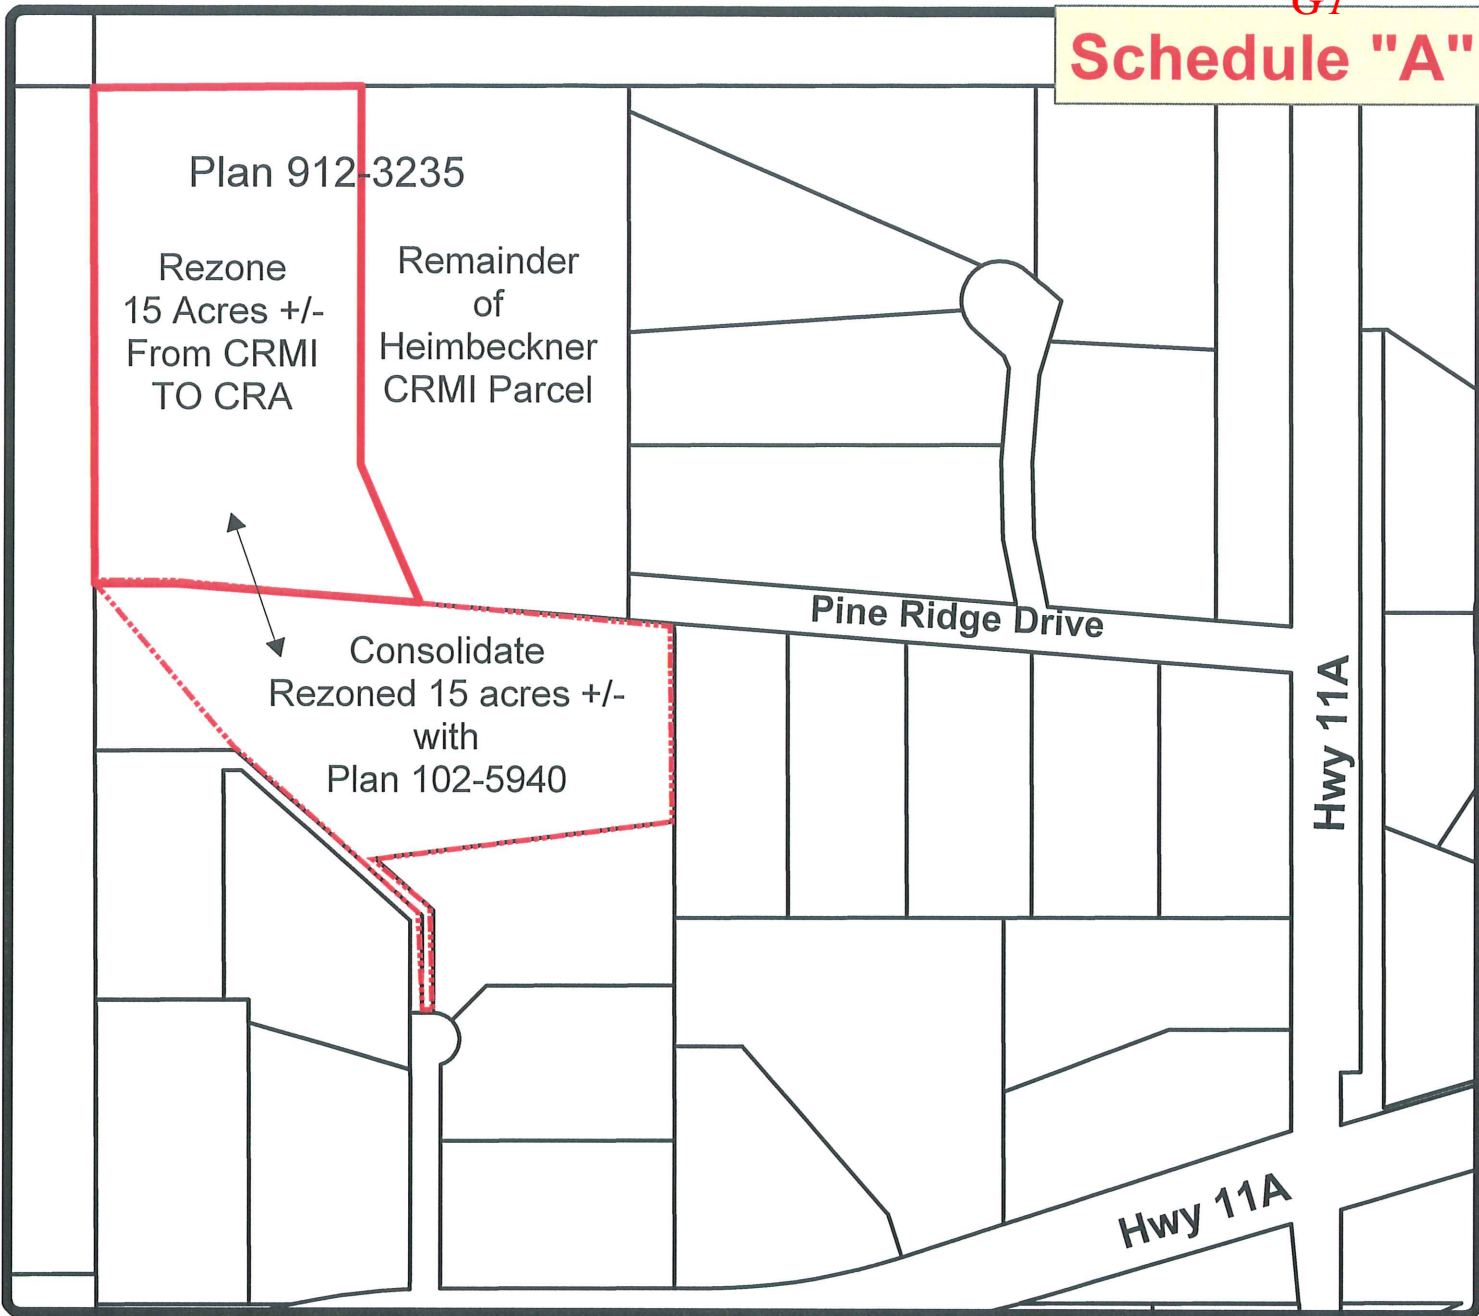 G1
Schedule "A"
Plan 912-3235
Rezone
15 Acres +/-
From CRMI
TO CRA
Remainder
of
Heimbeckner
CRMI Parcel
Pine Ridge Drive
Consolidate
Rezoned 15 acres +/-
with
Plan 102-5940
Hwy 11A
Hwy 11A